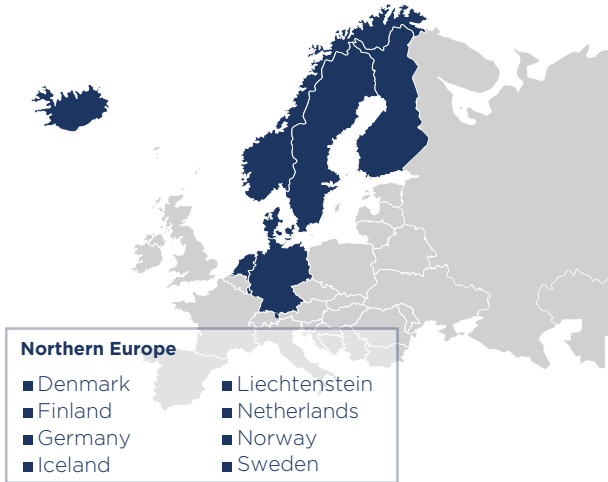 Northern Europe
Denmark
Finland
Germany
Iceland
Liechtenstein
Netherlands
Norway
Sweden